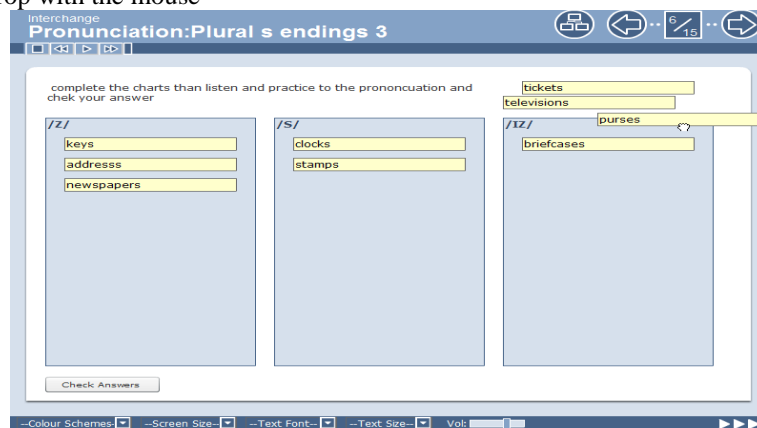 rop with the mouse
Interchange
Pronunciation:Plural s endings 3
6/15
complete the charts than listen and practice to the prononcuation and
chek your answer
tickets
televisions
purses
/Z/
keys
addresss
newspapers
/S/
clocks
stamps
/IZ/
briefcases
Check Answers
--Colour Schemes- --Screen Size-- --Text Font-- --Text Size-- Vol: